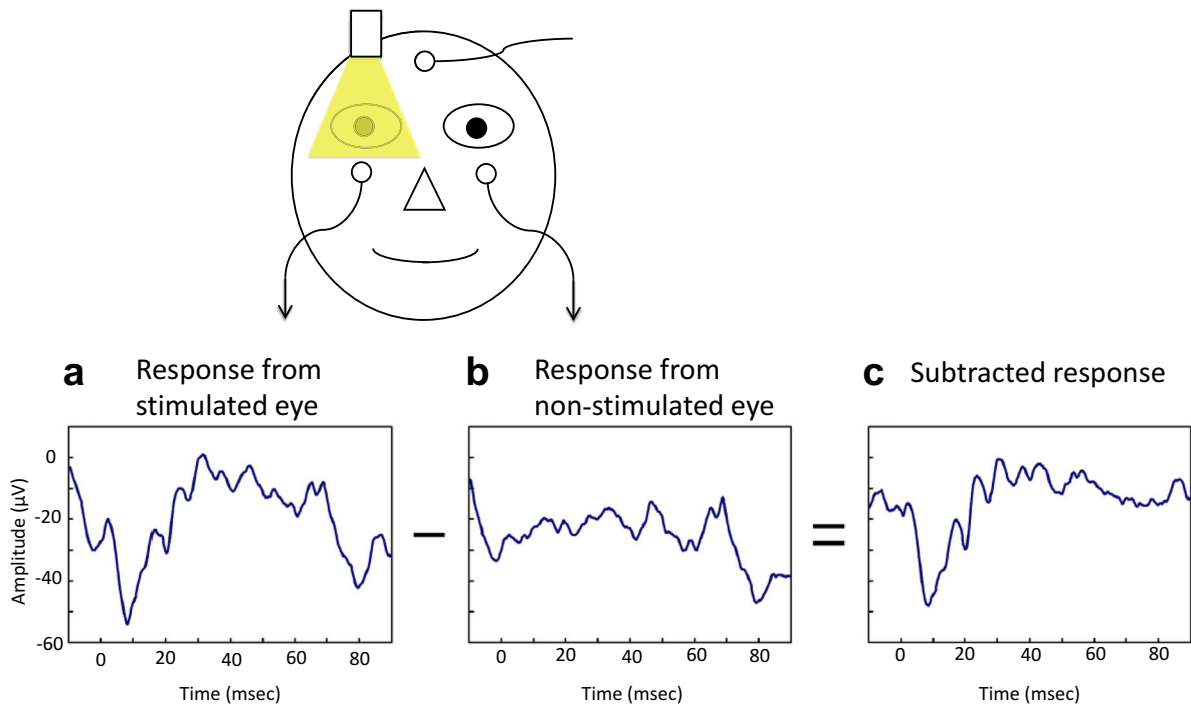 a Response from
stimulated eye
b Response from
non-stimulated eye
c Subtracted response
Amplitude (µV)
0
-20
-40
-60
0 20 40 60 80
Time (msec)
0 20 40 60 80
Time (msec)
0 20 40 60 80
Time (msec)